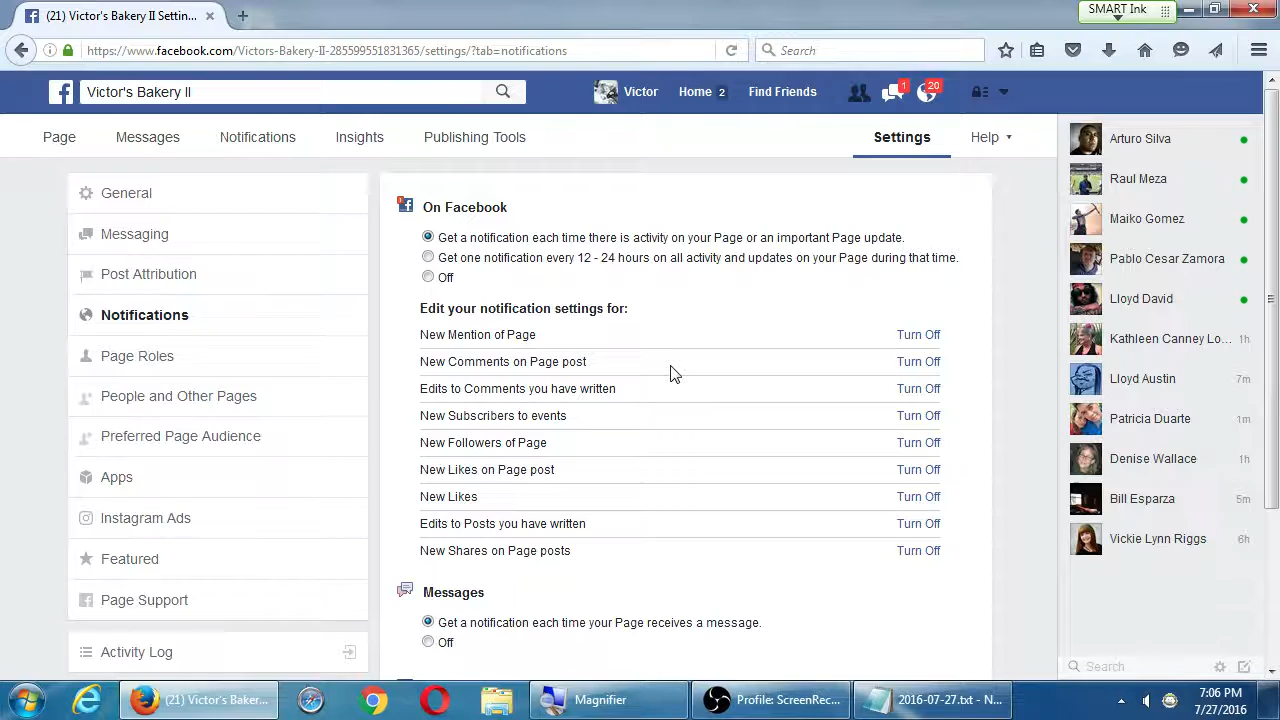 (21) Victor's Bakery II Settin...
SMART Ink
https://www.facebook.com/Victors-Bakery-II-285599551831365/settings/?tab=notifications
Search
Victor's Bakery II
Victor
Home 2
Find Friends
1
20
Page
Messages
Notifications
Insights
Publishing Tools
Settings
Help
General
Messaging
Post Attribution
Notifications
Page Roles
People and Other Pages
Preferred Page Audience
Apps
Instagram Ads
Featured
Page Support
Activity Log
On Facebook
Get a notification each time there is activity on your Page or an important Page update.
Get one notification every 12 - 24 hours on all activity and updates on your Page during that time.
Off
Edit your notification settings for:
New Mention of Page Turn Off
New Comments on Page post Turn Off
Edits to Comments you have written Turn Off
New Subscribers to events Turn Off
New Followers of Page Turn Off
New Likes on Page post Turn Off
New Likes Turn Off
Edits to Posts you have written Turn Off
New Shares on Page posts Turn Off
Messages
Get a notification each time your Page receives a message.
Off
Arturo Silva
Raul Meza
Maiko Gomez
Pablo Cesar Zamora
Lloyd David
Kathleen Canney Lo... 1h
Lloyd Austin 7m
Patricia Duarte 1m
Denise Wallace 1h
Bill Esparza 5m
Vickie Lynn Riggs 6h
Search
(21) Victor's Baker...
Magnifier
Profile: ScreenRec...
2016-07-27.txt - N...
7:06 PM
7/27/2016